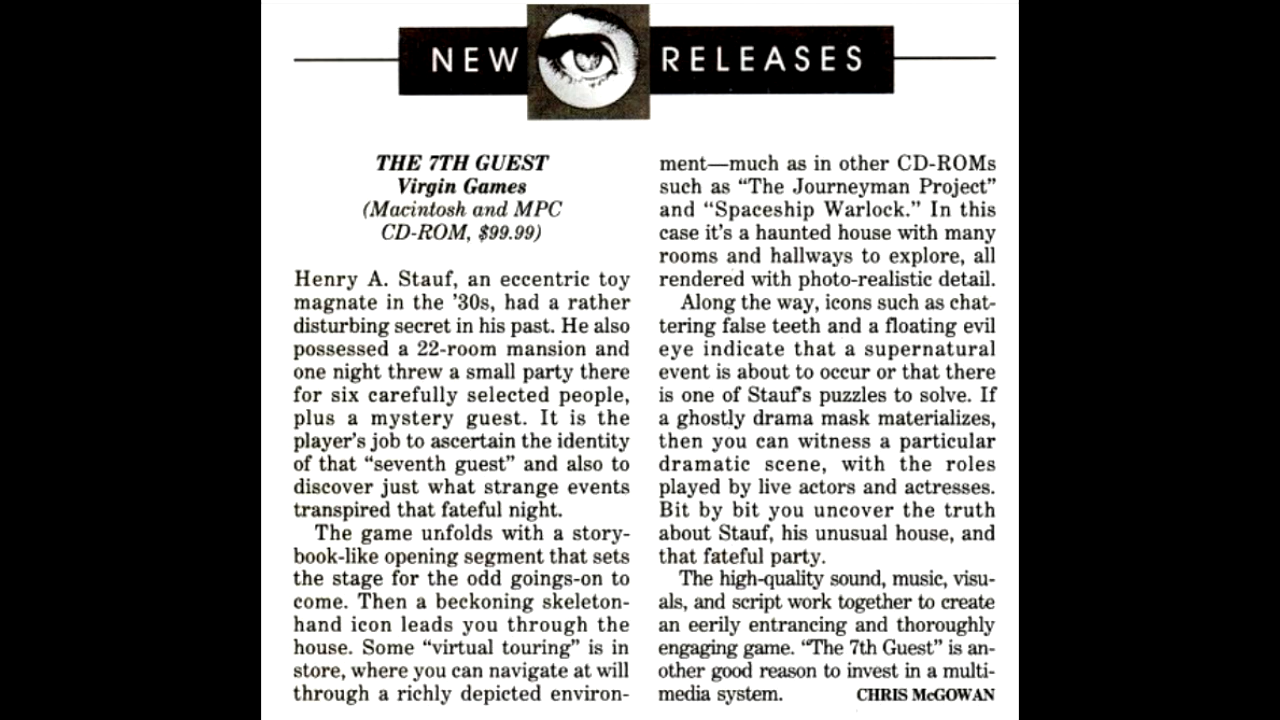 NEW RELEASES
THE 7TH GUEST
Virgin Games
(Macintosh and MPC
CD-ROM, $99.99)
Henry A. Stauf, an eccentric toy
magnate in the '30s, had a rather
disturbing secret in his past. He also
possessed a 22-room mansion and
one night threw a small party there
for six carefully selected people,
plus a mystery guest. It is the
player's job to ascertain the identity
of that "seventh guest" and also to
discover just what strange events
transpired that fateful night.
The game unfolds with a story-
book-like opening segment that sets
the stage for the odd goings-on to
come. Then a beckoning skeleton-
hand icon leads you through the
house. Some "virtual touring" is in
store, where you can navigate at will
through a richly depicted environ-
ment—much as in other CD-ROMs
such as "The Journeyman Project"
and "Spaceship Warlock." In this
case it's a haunted house with many
rooms and hallways to explore, all
rendered with photo-realistic detail.
Along the way, icons such as chat-
tering false teeth and a floating evil
eye indicate that a supernatural
event is about to occur or that there
is one of Stauf's puzzles to solve. If
a ghostly drama mask materializes,
then you can witness a particular
dramatic scene, with the roles
played by live actors and actresses.
Bit by bit you uncover the truth
about Stauf, his unusual house, and
that fateful party.
The high-quality sound, music, visu-
als, and script work together to create
an eerily entrancing and thoroughly
engaging game. "The 7th Guest" is an-
other good reason to invest in a multi-
media system. CHRIS McGOWAN